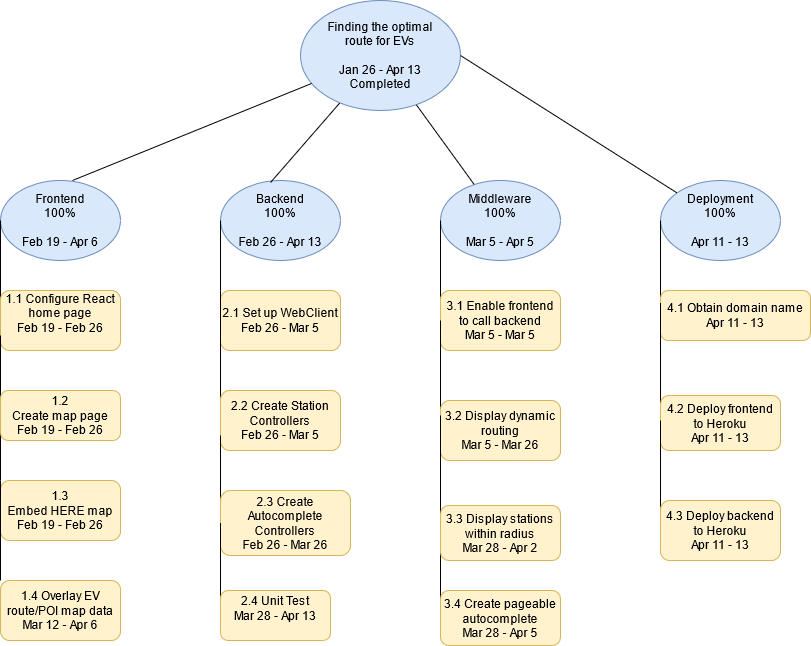 Finding the optimal
route for EVs
Jan 26 - Apr 13
Completed
Frontend
100%
Feb 19 - Apr 6
Backend
100%
Feb 26 - Apr 13
Middleware
100%
Mar 5 - Apr 5
Deployment
100%
Apr 11 - 13
1.1 Configure React
home page
Feb 19 - Feb 26
1.2
Create map page
Feb 19 - Feb 26
1.3
Embed HERE map
Feb 19 - Feb 26
1.4 Overlay EV
route/POI map data
Mar 12 - Apr 6
2.1 Set up WebClient
Feb 26 - Mar 5
2.2 Create Station
Controllers
Feb 26 - Mar 5
2.3 Create
Autocomplete
Controllers
Feb 26 - Mar 26
2.4 Unit Test
Mar 28 - Apr 13
3.1 Enable frontend
to call backend
Mar 5 - Mar 5
3.2 Display dynamic
routing
Mar 5 - Mar 26
3.3 Display stations
within radius
Mar 28 - Apr 2
3.4 Create pageable
autocomplete
Mar 28 - Apr 5
4.1 Obtain domain name
Apr 11 - 13
4.2 Deploy frontend
to Heroku
Apr 11 - 13
4.3 Deploy backend
to Heroku
Apr 11 - 13